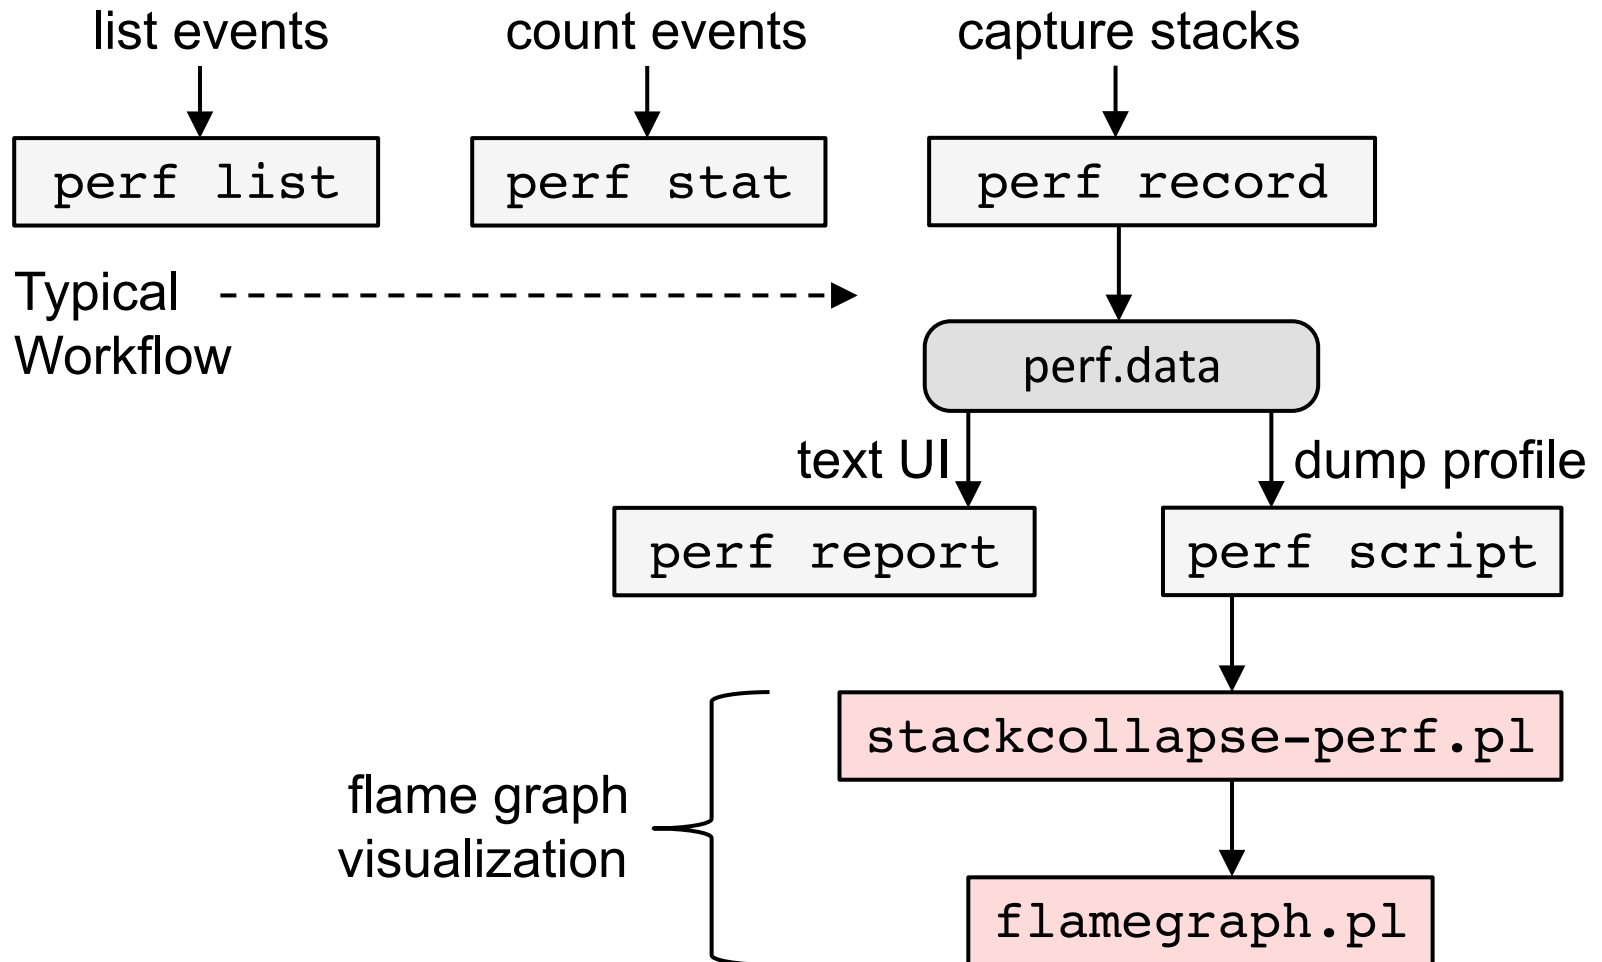 list events
count events
capture stacks
perf list
perf stat
perf record
Typical
Workflow
perf.data
text UI
dump profile
perf report
perf script
stackcollapse-perf.pl
flame graph
visualization
flamegraph.pl